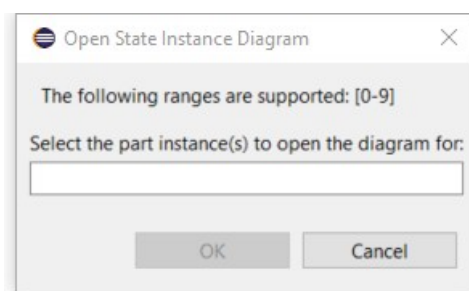 Open State Instance Diagram
The following ranges are supported: [0-9]
Select the part instance(s) to open the diagram for:
OK
Cancel